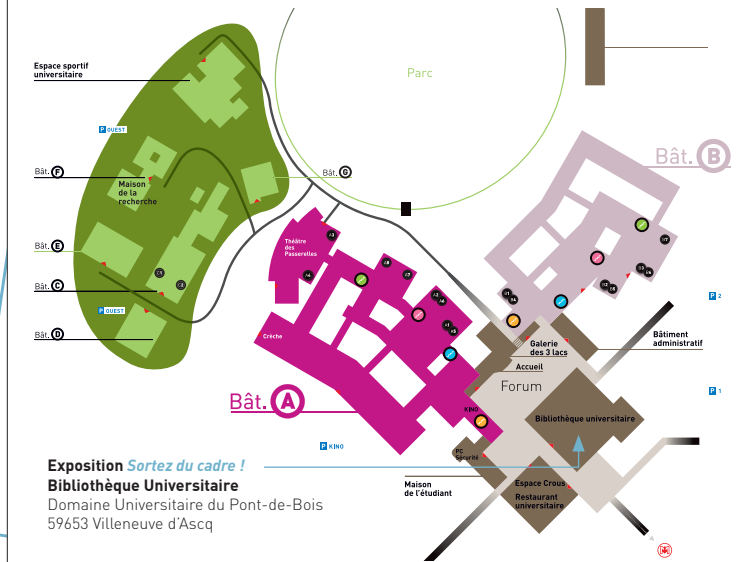 Parc
Espace sportif
universitaire
P OUEST
Bât. B
Bât. F
Maison
de la
recherche
Bât. G
Théâtre
des
Passerelles
Bât. E
Bât. C
Bât. D
P OUEST
P 2
Crèche
Galerie
des 3 lacs
Accueil
Forum
Bâtiment
administratif
P 1
Bât. A
KINO
Bibliothèque universitaire
P KINO
PC
Sécurité
Exposition Sortez du cadre !
Bibliothèque Universitaire
Domaine Universitaire du Pont-de-Bois
59653 Villeneuve d'Ascq
Maison
de l'étudiant
Espace Crous
Restaurant
universitaire